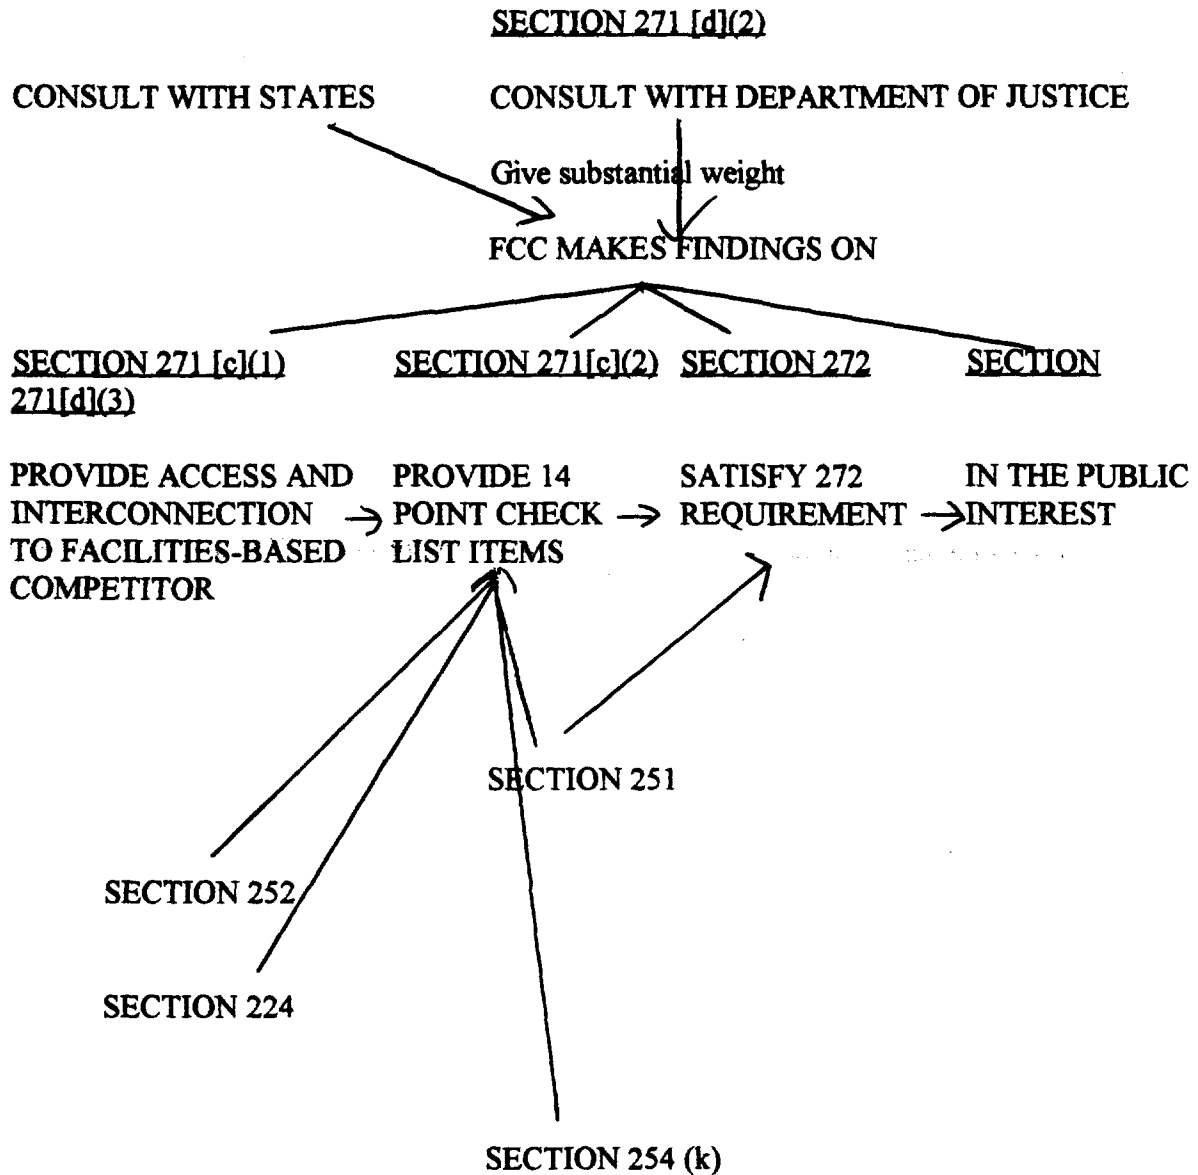 SECTION 271 [d](2)
CONSULT WITH STATES CONSULT WITH DEPARTMENT OF JUSTICE
Give substantial weight
FCC MAKES FINDINGS ON
SECTION 271 [c](1) SECTION 271[c](2) SECTION 272 SECTION
271[d](3)
PROVIDE ACCESS AND PROVIDE 14 SATISFY 272 IN THE PUBLIC
INTERCONNECTION POINT CHECK REQUIREMENT INTEREST
TO FACILITIES-BASED LIST ITEMS
COMPETITOR
SECTION 251
SECTION 252
SECTION 224
SECTION 254 (k)